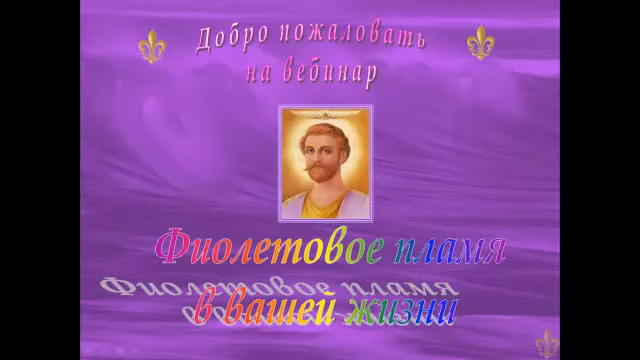 Добро пожаловать
на вебинар
Фиолетовое пламя
в вашей жизни